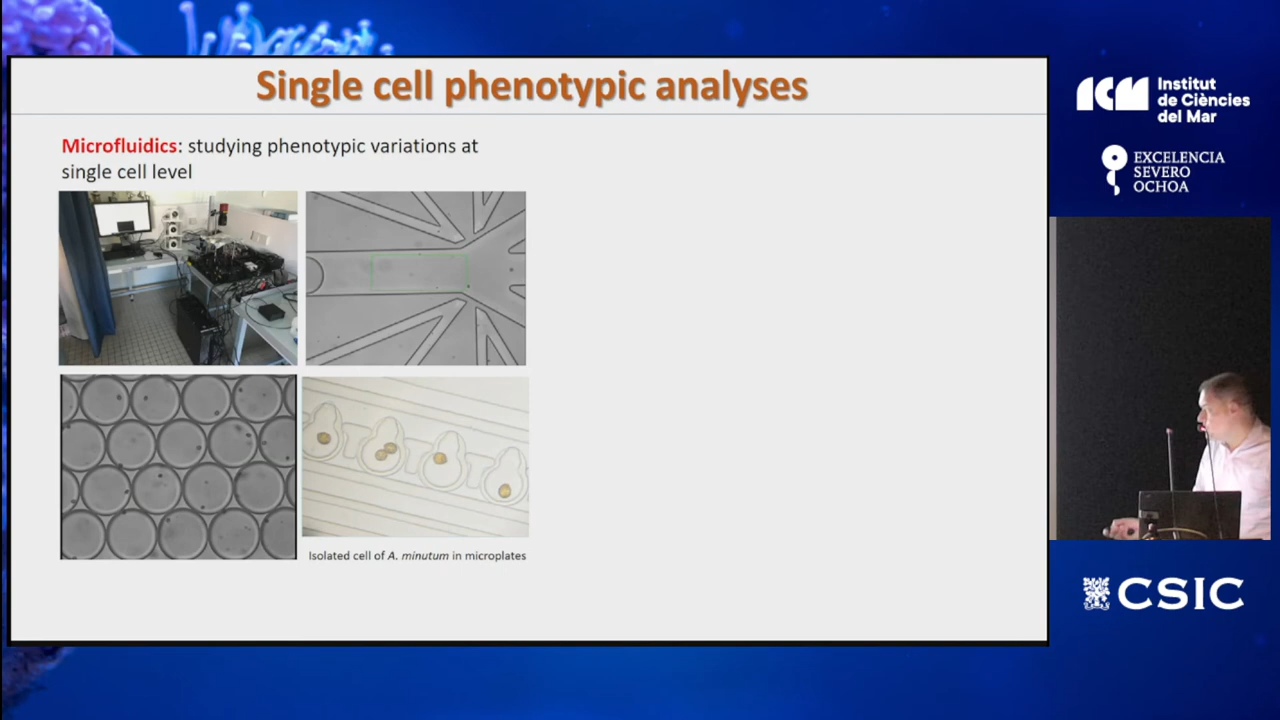 Single cell phenotypic analyses
Microfluidics: studying phenotypic variations at
single cell level
Isolated cell of A. minutum in microplates
ICM
Institut
de Ciències
del Mar
EXCELENCIA
SEVERO
OCHOA
CSIC